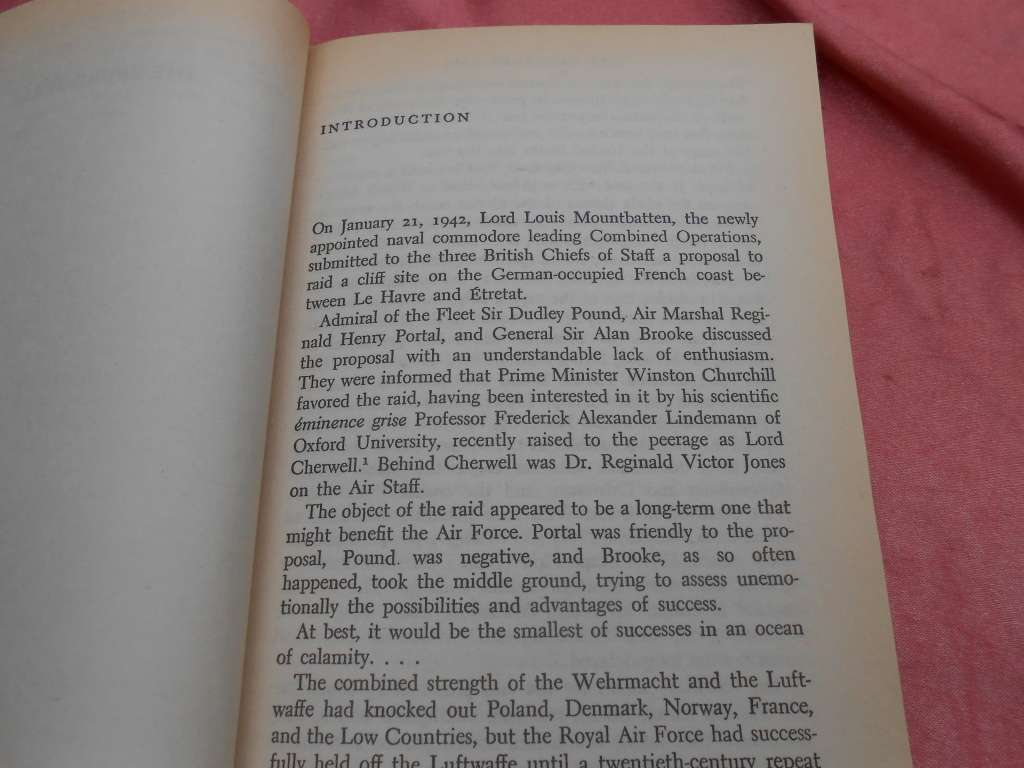 INTRODUCTION
On January 21, 1942, Lord Louis Mountbatten, the newly
appointed naval commodore leading Combined Operations,
submitted to the three British Chiefs of Staff a proposal to
raid a cliff site on the German-occupied French coast be-
tween Le Havre and Étretat.
Admiral of the Fleet Sir Dudley Pound, Air Marshal Regi-
nald Henry Portal, and General Sir Alan Brooke discussed
the proposal with an understandable lack of enthusiasm.
They were informed that Prime Minister Winston Churchill
favored the raid, having been interested in it by his scientific
éminence grise Professor Frederick Alexander Lindemann of
Oxford University, recently raised to the peerage as Lord
Cherwell.¹ Behind Cherwell was Dr. Reginald Victor Jones
on the Air Staff.
The object of the raid appeared to be a long-term one that
might benefit the Air Force. Portal was friendly to the pro-
posal, Pound. was negative, and Brooke, as so often
happened, took the middle ground, trying to assess unemo-
tionally the possibilities and advantages of success.
At best, it would be the smallest of successes in an ocean
of calamity. . . .
The combined strength of the Wehrmacht and the Luft-
waffe had knocked out Poland, Denmark, Norway, France,
and the Low Countries, but the Royal Air Force had success-
fully held off the Luftwaffe until a twentieth-century repeat